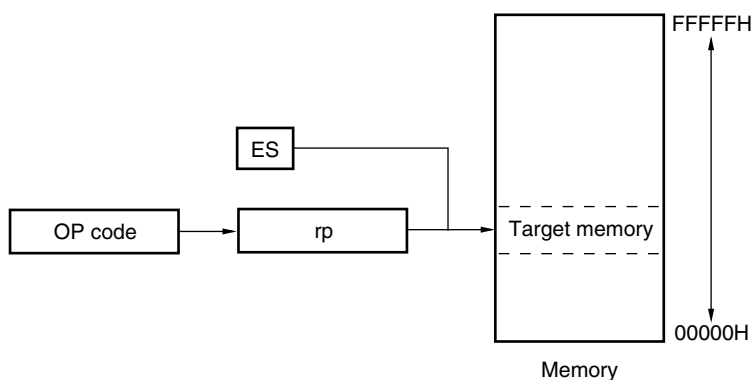 FFFFFH
ES
OP code
rp
Target memory
00000H
Memory